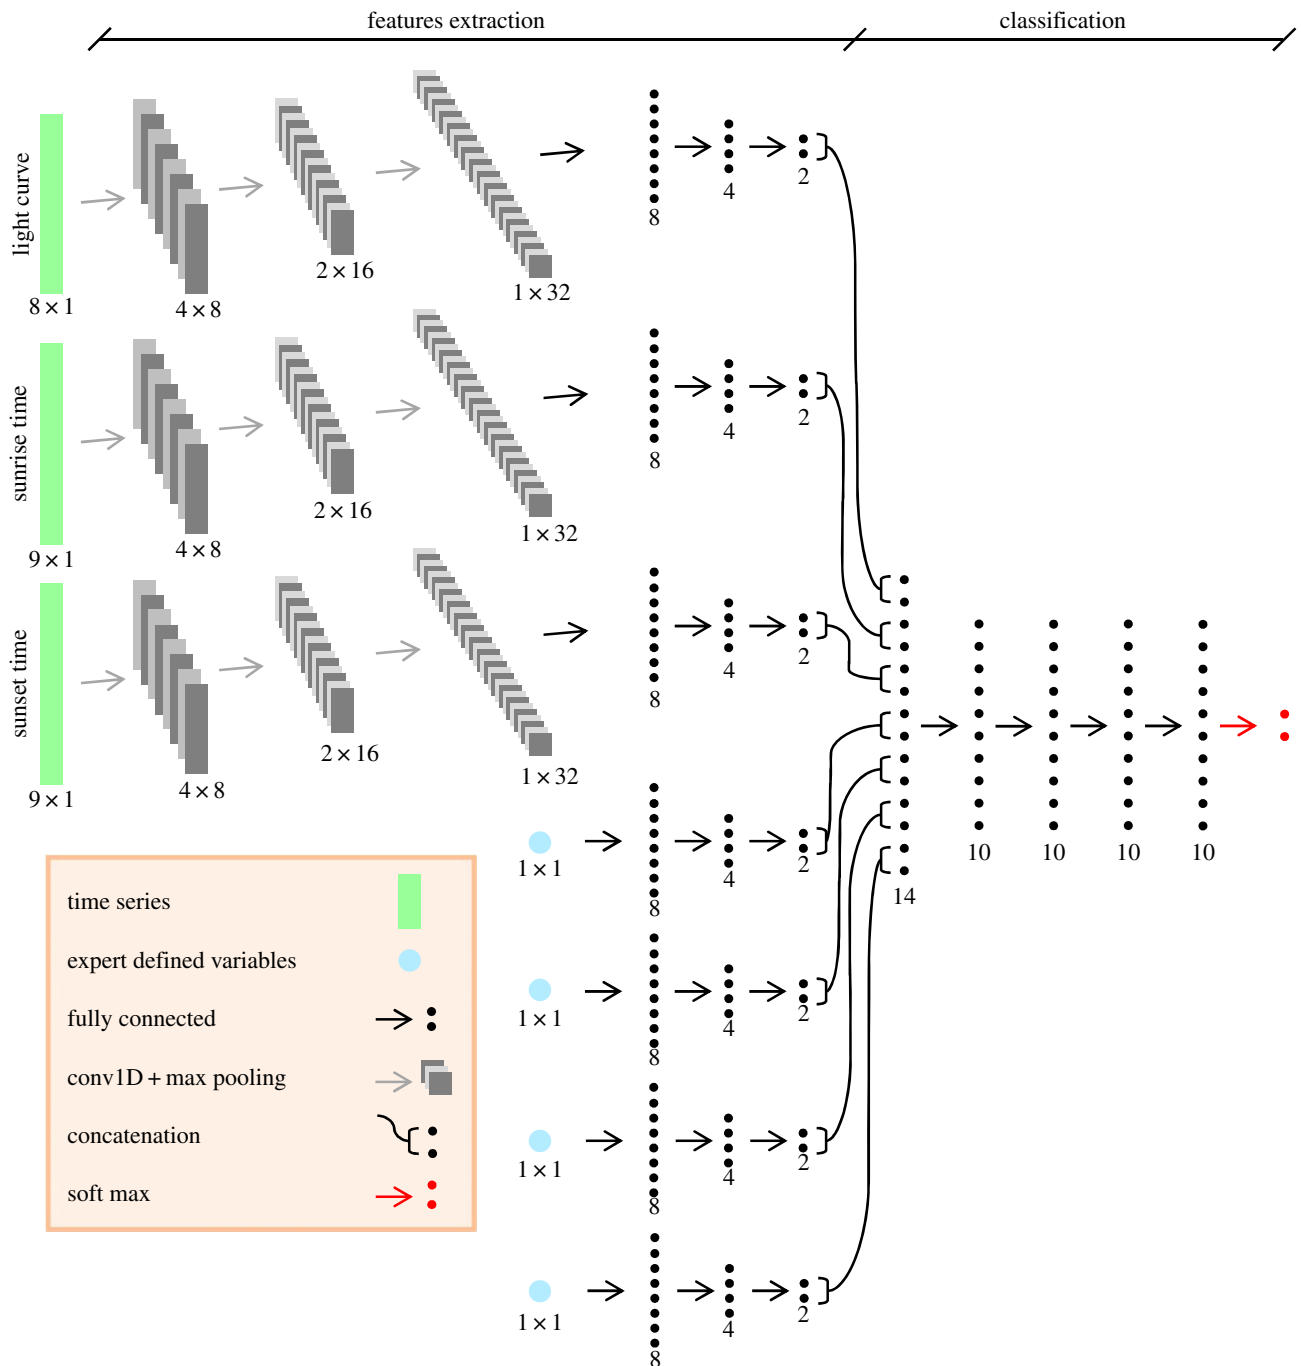 features extraction
classification
light curve
8 × 1
4 × 8
2 × 16
1 × 32
8
4
2
sunrise time
9 × 1
4 × 8
2 × 16
1 × 32
8
4
2
sunset time
9 × 1
4 × 8
2 × 16
1 × 32
8
4
2
1 × 1
8
4
2
1 × 1
8
4
2
1 × 1
8
4
2
1 × 1
8
4
2
14
10
10
10
10
time series
expert defined variables
fully connected
conv1D + max pooling
concatenation
soft max